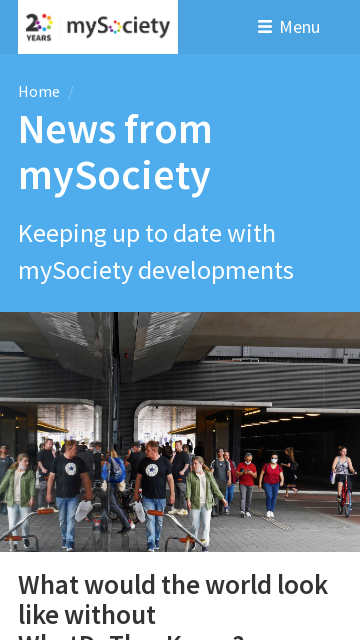 20 YEARS mySociety
Menu
Home /
News from
mySociety
Keeping up to date with
mySociety developments
What would the world look
like without
WhatDoTheyKnow?